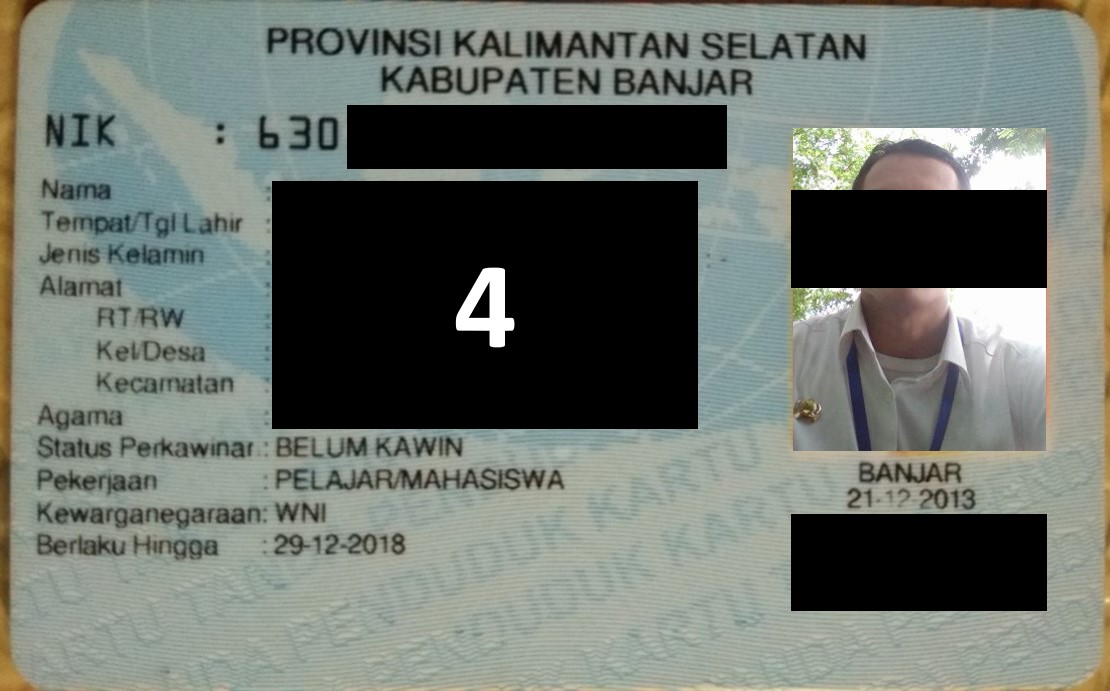 PROVINSI KALIMANTAN SELATAN
KABUPATEN BANJAR
NIK : 630
Nama :
Tempat/Tgl Lahir :
Jenis Kelamin :
Alamat :
RT/RW :
Kel/Desa :
Kecamatan :
Agama :
4
Status Perkawinan : BELUM KAWIN
Pekerjaan : PELAJAR/MAHASISWA
Kewarganegaraan: WNI
Berlaku Hingga : 29-12-2018
BANJAR
21-12-2013